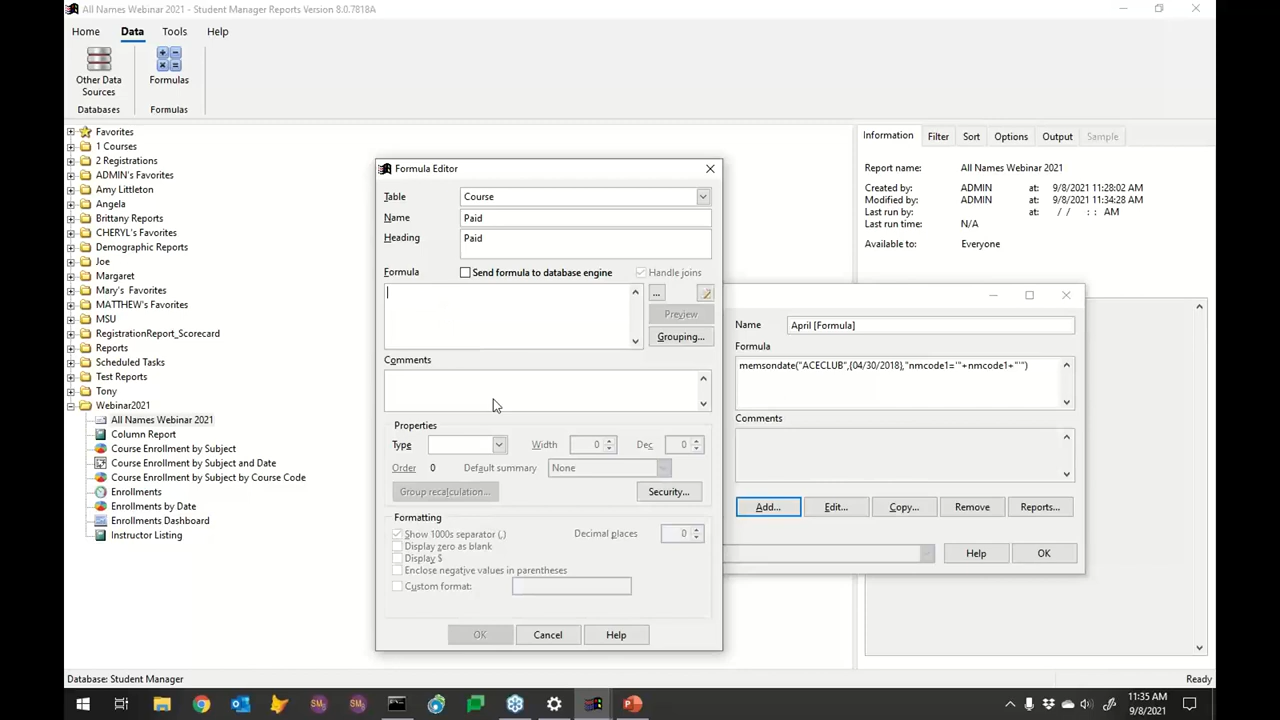 All Names Webinar 2021 - Student Manager Reports Version 8.0.7818A
Home Data Tools Help
Other Data Sources
Formulas
Databases
Formulas
Favorites
1 Courses
2 Registrations
ADMIN's Favorites
Amy Littleton
Angela
Brittany Reports
CHERYL's Favorites
Demographic Reports
Joe
Margaret
Mary's Favorites
MATTHEW's Favorites
MSU
RegistrationReport_Scorecard
Reports
Scheduled Tasks
Test Reports
Tony
Webinar2021
All Names Webinar 2021
Column Report
Course Enrollment by Subject
Course Enrollment by Subject and Date
Course Enrollment by Subject by Course Code
Enrollments
Enrollments by Date
Enrollments Dashboard
Instructor Listing
Formula Editor
Table Course
Name Paid
Heading Paid
Formula Send formula to database engine Handle joins
...
Preview
Grouping...
Comments
Properties
Type Width 0 Dec 0
Order 0 Default summary None
Group recalculation... Security...
Formatting
Show 1000s separator (,) Decimal places 0
Display zero as blank
Display $
Enclose negative values in parentheses
Custom format:
OK Cancel Help
Information Filter Sort Options Output Sample
Report name: All Names Webinar 2021
Created by: ADMIN at: 9/8/2021 11:28:02 AM
Modified by: ADMIN at: 9/8/2021 11:34:28 AM
Last run by: at: / / : : AM
Last run time: N/A
Available to: Everyone
Name April [Formula]
Formula
memsondate("ACECLUB",{04/30/2018},"nmcode1='"+nmcode1+"'")
Comments
Add... Edit... Copy... Remove Reports...
Help OK
Database: Student Manager
Ready
11:35 AM
9/8/2021